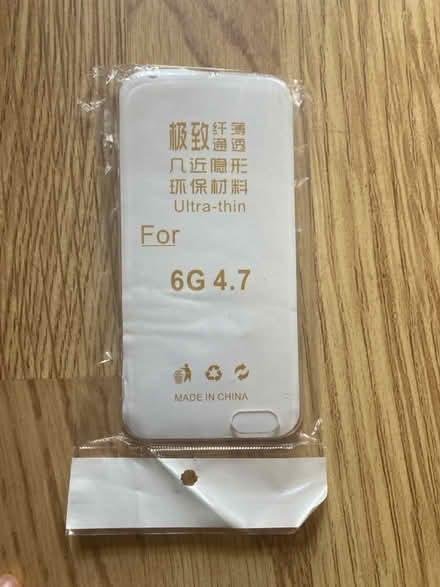 极致 纤薄
通透
几近隐形
环保材料
Ultra-thin
For
6G 4.7
MADE IN CHINA